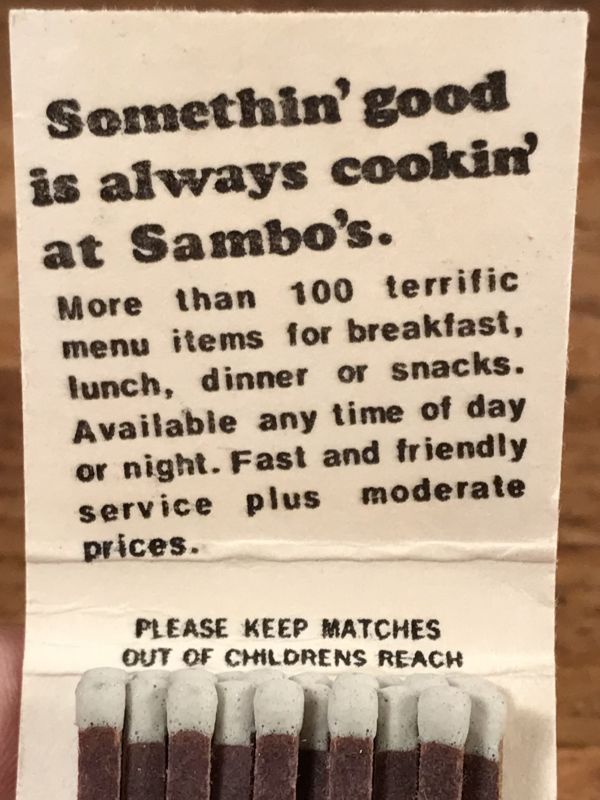 Somethin' good
is always cookin'
at Sambo's.
More than 100 terrific
menu items for breakfast,
lunch, dinner or snacks.
Available any time of day
or night. Fast and friendly
service plus moderate
prices.
PLEASE KEEP MATCHES
OUT OF CHILDRENS REACH